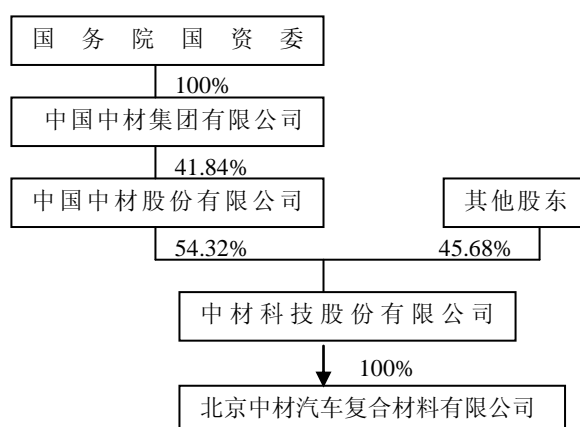 国务院国资委
100%
中国中材集团有限公司
41.84%
中国中材股份有限公司
其他股东
54.32%
45.68%
中材科技股份有限公司
100%
北京中材汽车复合材料有限公司